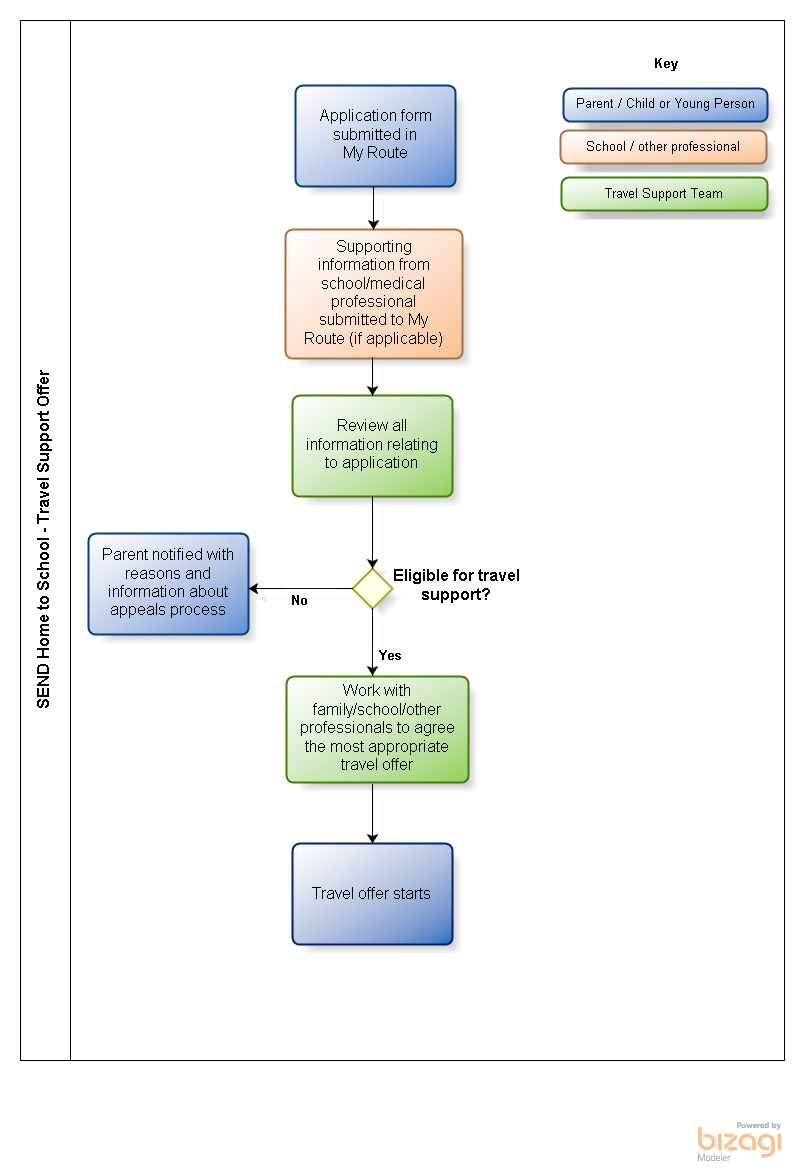 SEND Home to School - Travel Support Offer
Key
Parent / Child or Young Person
School / other professional
Travel Support Team
Application form
submitted in
My Route
Supporting
information from
school/medical
professional
submitted to My
Route (if applicable)
Review all
information relating
to application
Eligible for travel
support?
No
Parent notified with
reasons and
information about
appeals process
Yes
Work with
family/school/other
professionals to agree
the most appropriate
travel offer
Travel offer starts
Powered by
bizagi
Modeler